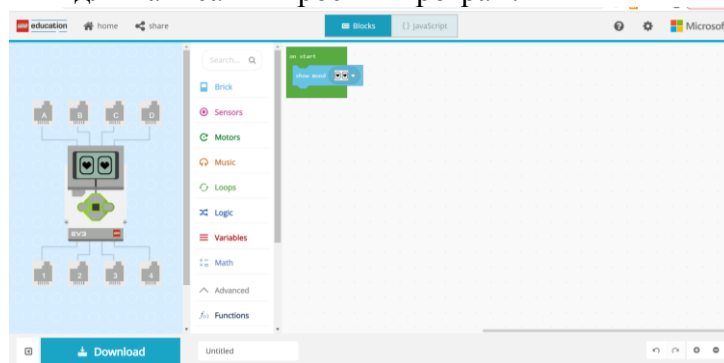 education home share Blocks {} JavaScript Microsof
Search...
Brick
Sensors
Motors
Music
Loops
Logic
Variables
Math
Advanced
Functions
on start
show mood
A B C D
EV3
1 2 3 4
Download
Untitled